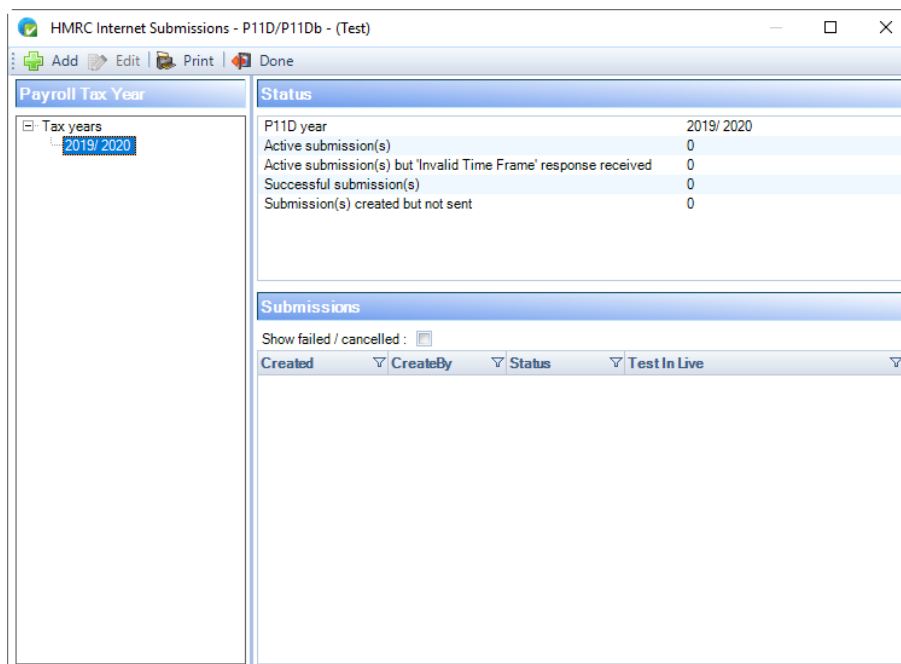 HMRC Internet Submissions - P11D/P11Db - (Test)
Add Edit Print Done
Payroll Tax Year
Tax years
2019/ 2020
Status
P11D year 2019/ 2020
Active submission(s) 0
Active submission(s) but 'Invalid Time Frame' response received 0
Successful submission(s) 0
Submission(s) created but not sent 0
Submissions
Show failed / cancelled :
Created CreateBy Status Test In Live